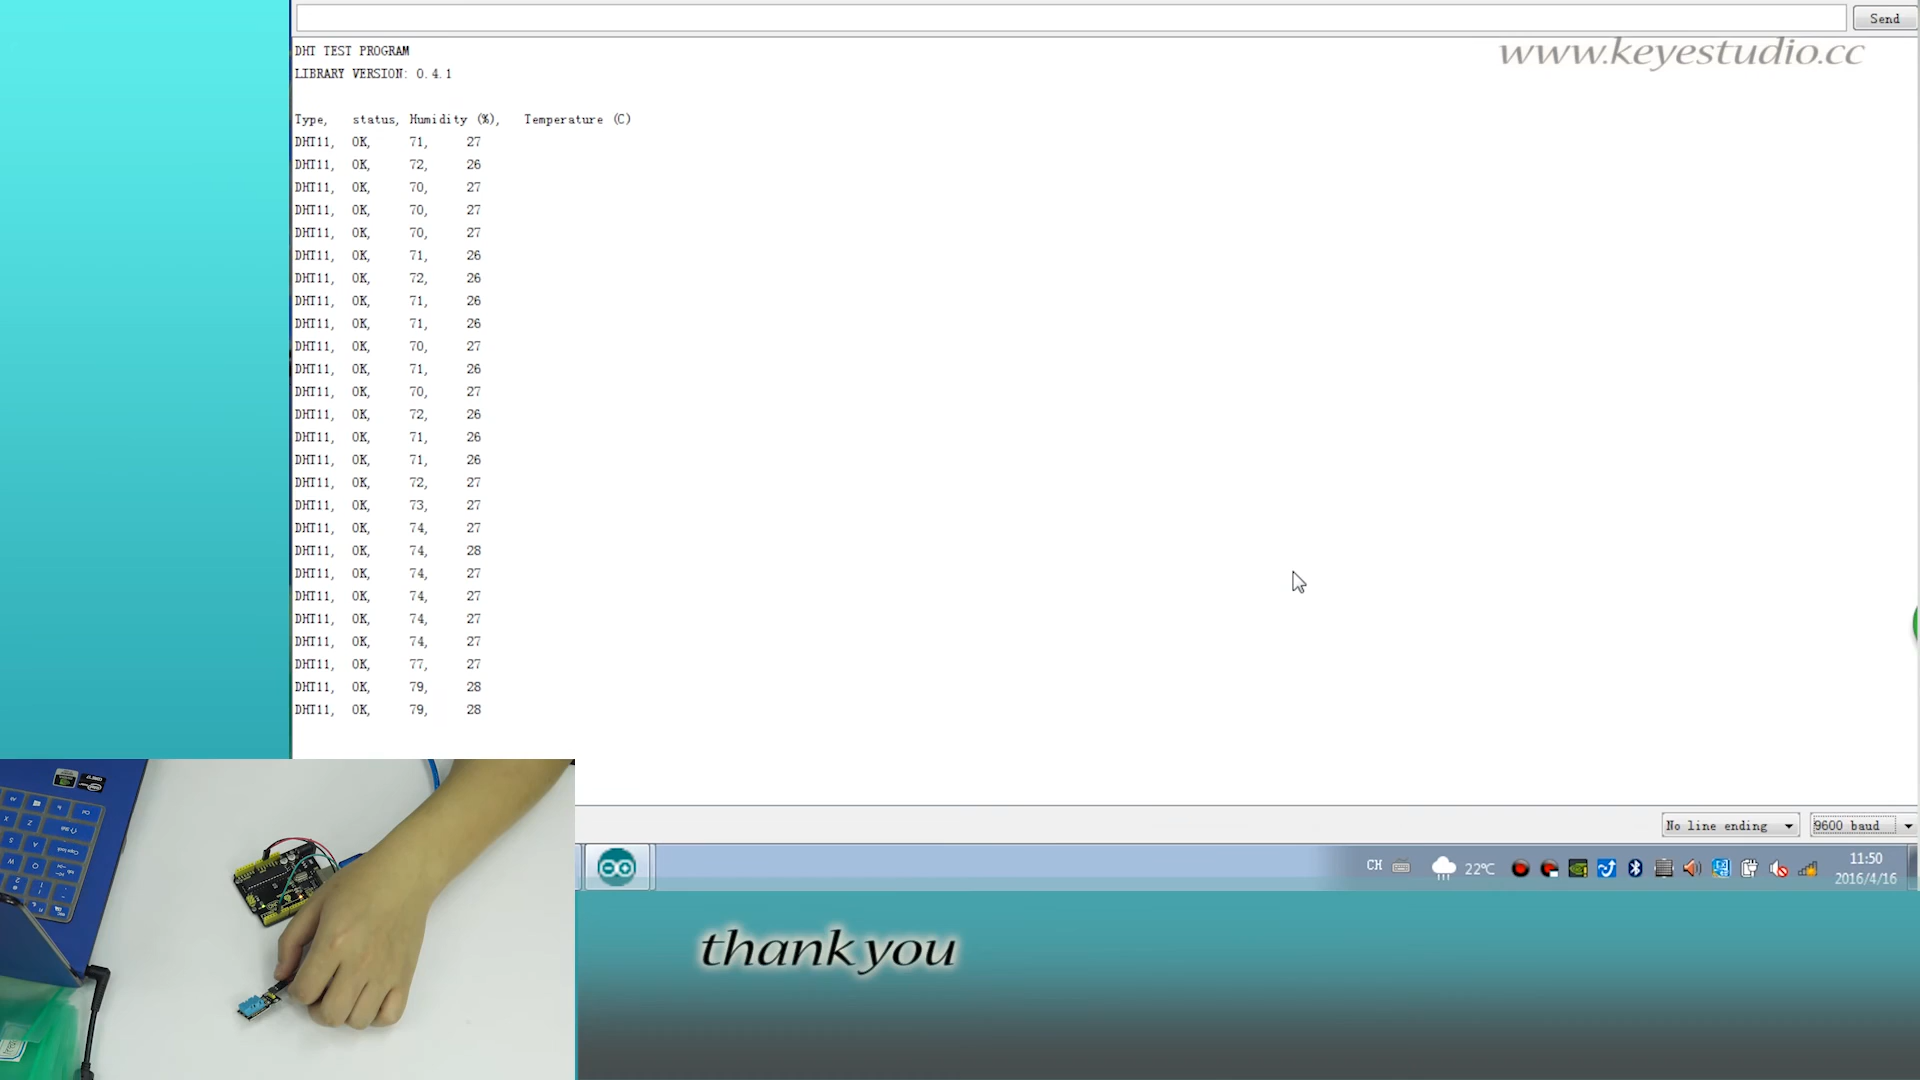 Send
www.keyestudio.cc
DHT TEST PROGRAM
LIBRARY VERSION: 0.4.1
Type, status, Humidity (%), Temperature (C)
DHT11, OK, 71, 27
DHT11, OK, 72, 26
DHT11, OK, 70, 27
DHT11, OK, 70, 27
DHT11, OK, 70, 27
DHT11, OK, 71, 26
DHT11, OK, 72, 26
DHT11, OK, 71, 26
DHT11, OK, 71, 26
DHT11, OK, 70, 27
DHT11, OK, 71, 26
DHT11, OK, 70, 27
DHT11, OK, 72, 26
DHT11, OK, 71, 26
DHT11, OK, 71, 26
DHT11, OK, 72, 27
DHT11, OK, 73, 27
DHT11, OK, 74, 27
DHT11, OK, 74, 28
DHT11, OK, 74, 27
DHT11, OK, 74, 27
DHT11, OK, 74, 27
DHT11, OK, 74, 27
DHT11, OK, 77, 27
DHT11, OK, 79, 28
DHT11, OK, 79, 28
No line ending
9600 baud
CH
22℃
11:50
2016/4/16
thank you